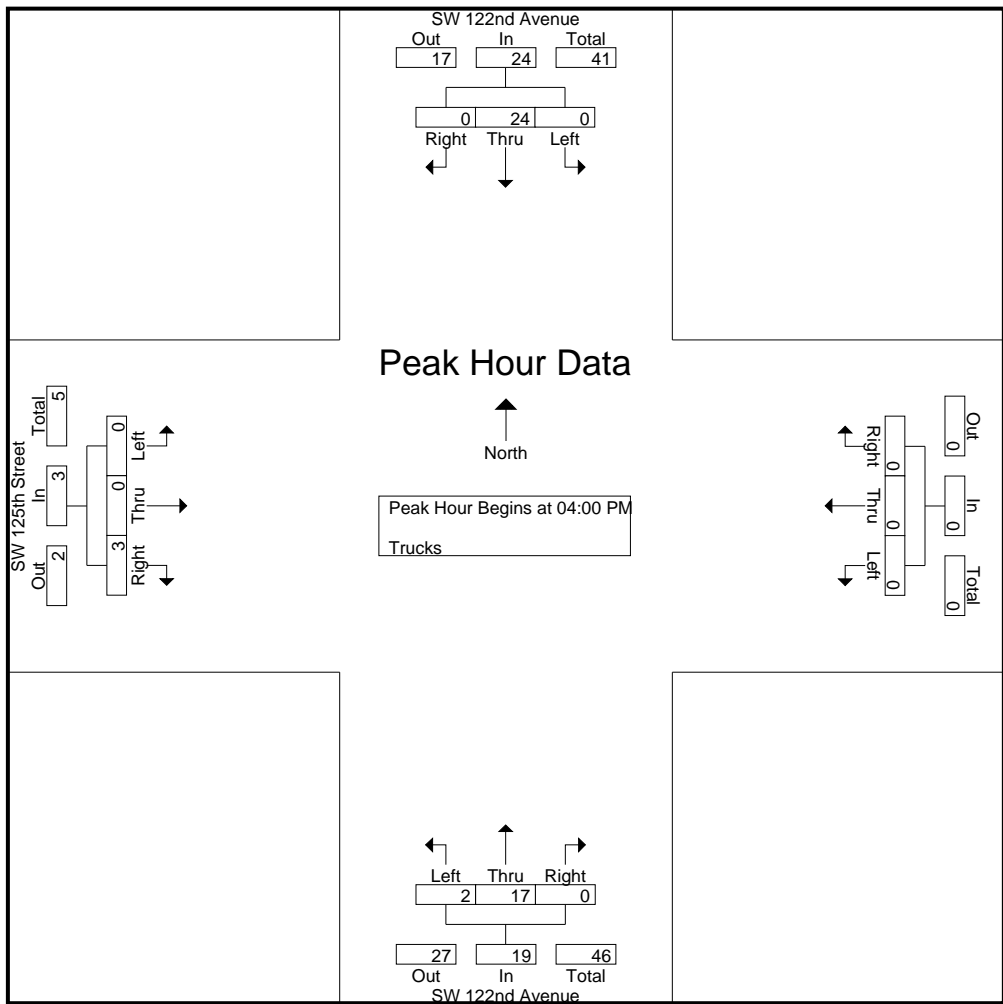 SW 122nd Avenue
Out In Total
17 24 41
0 24 0
Right Thru Left
Peak Hour Data
North
Peak Hour Begins at 04:00 PM
Trucks
SW 125th Street
Total In Out
5 3 2
0 0 3
Left Thru Right
Right Thru Left
0 0 0
0 0 0
Out In Total
Left Thru Right
2 17 0
27 19 46
Out In Total
SW 122nd Avenue